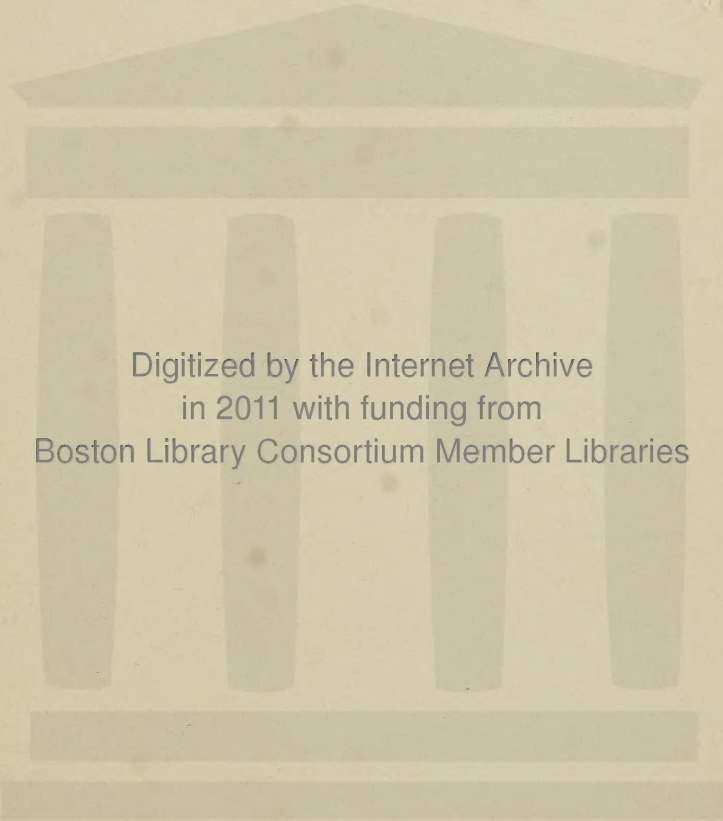 Digitized by the Internet Archive
in 2011 with funding from
Boston Library Consortium Member Libraries